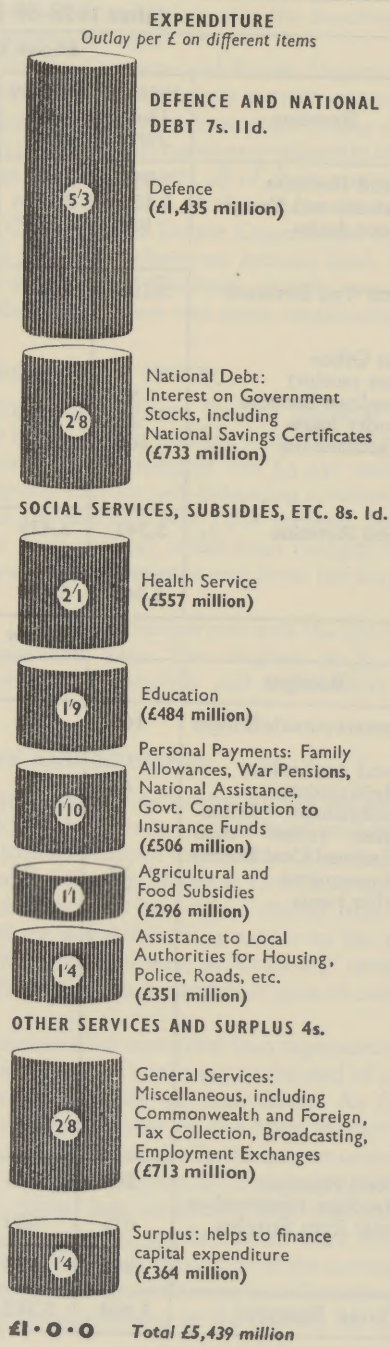 EXPENDITURE
Outlay per £ on different items
DEFENCE AND NATIONAL
DEBT 7s. 11d.
5/3
Defence
(£1,435 million)
2/8
National Debt:
Interest on Government
Stocks, including
National Savings Certificates
(£733 million)
SOCIAL SERVICES, SUBSIDIES, ETC. 8s. 1d.
2/1
Health Service
(£557 million)
1/9
Education
(£484 million)
1/10
Personal Payments: Family
Allowances, War Pensions,
National Assistance,
Govt. Contribution to
Insurance Funds
(£506 million)
1/1
Agricultural and
Food Subsidies
(£296 million)
1/4
Assistance to Local
Authorities for Housing,
Police, Roads, etc.
(£351 million)
OTHER SERVICES AND SURPLUS 4s.
2/8
General Services:
Miscellaneous, including
Commonwealth and Foreign,
Tax Collection, Broadcasting,
Employment Exchanges
(£713 million)
1/4
Surplus: helps to finance
capital expenditure
(£364 million)
£1·0·0 Total £5,439 million